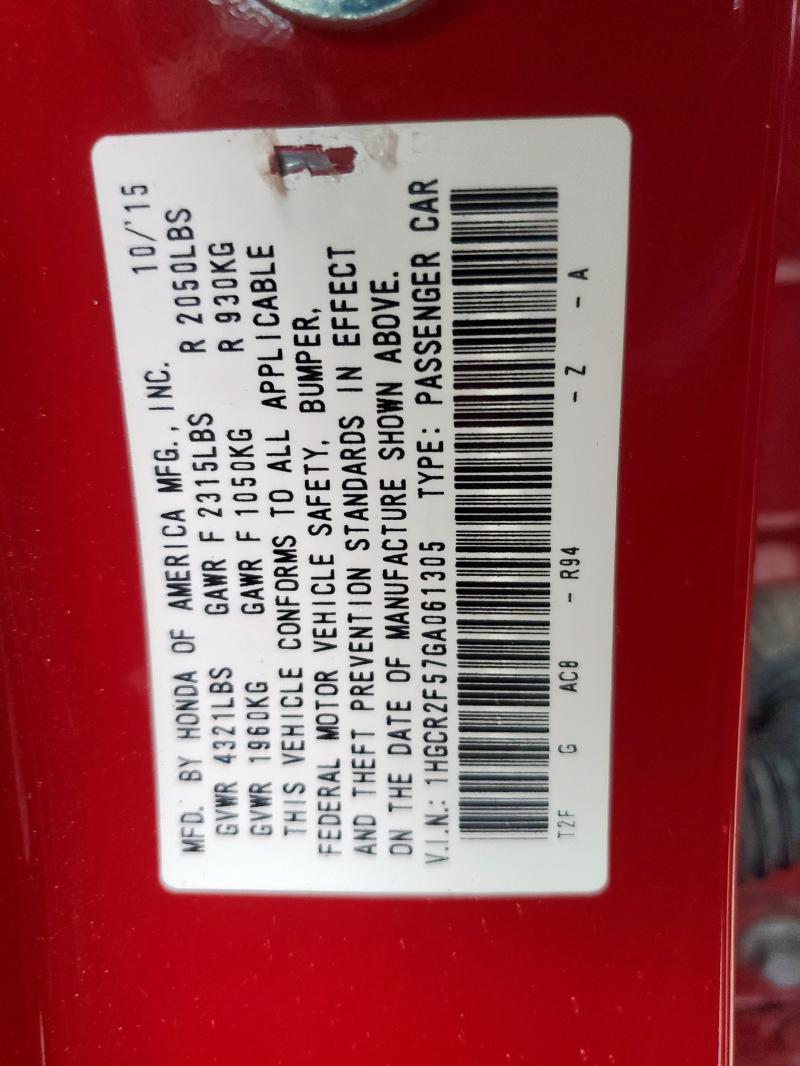 MFD. BY HONDA OF AMERICA MFG., INC. 10/'15
GVWR 4321LBS GAWR F 2315LBS R 2050LBS
GVWR 1960KG GAWR F 1050KG R 930KG
THIS VEHICLE CONFORMS TO ALL APPLICABLE
FEDERAL MOTOR VEHICLE SAFETY, BUMPER,
AND THEFT PREVENTION STANDARDS IN EFFECT
ON THE DATE OF MANUFACTURE SHOWN ABOVE.
V.I.N.: 1HGCR2F57GA061305 TYPE: PASSENGER CAR
T2F G AC8 - R94 - Z - A